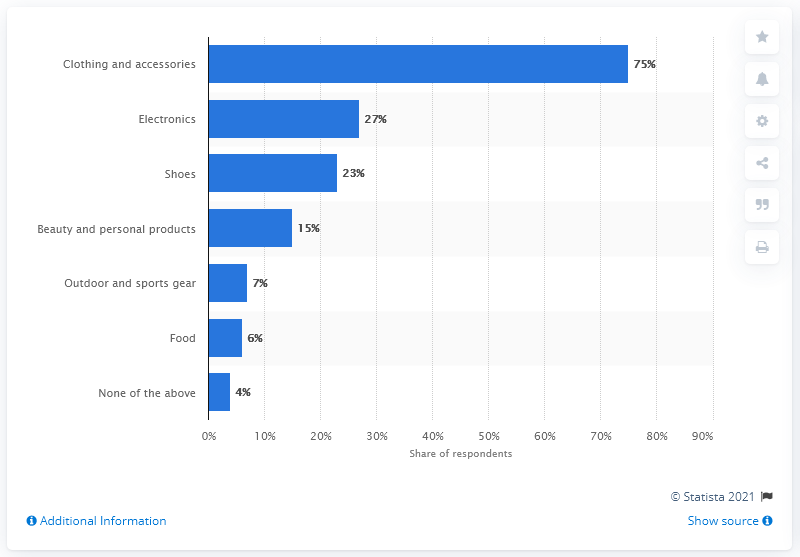 Clothing and accessories 75%
Electronics 27%
Shoes 23%
Beauty and personal products 15%
Outdoor and sports gear 7%
Food 6%
None of the above 4%
0% 10% 20% 30% 40% 50% 60% 70% 80% 90%
Share of respondents
© Statista 2021
Additional Information Show source